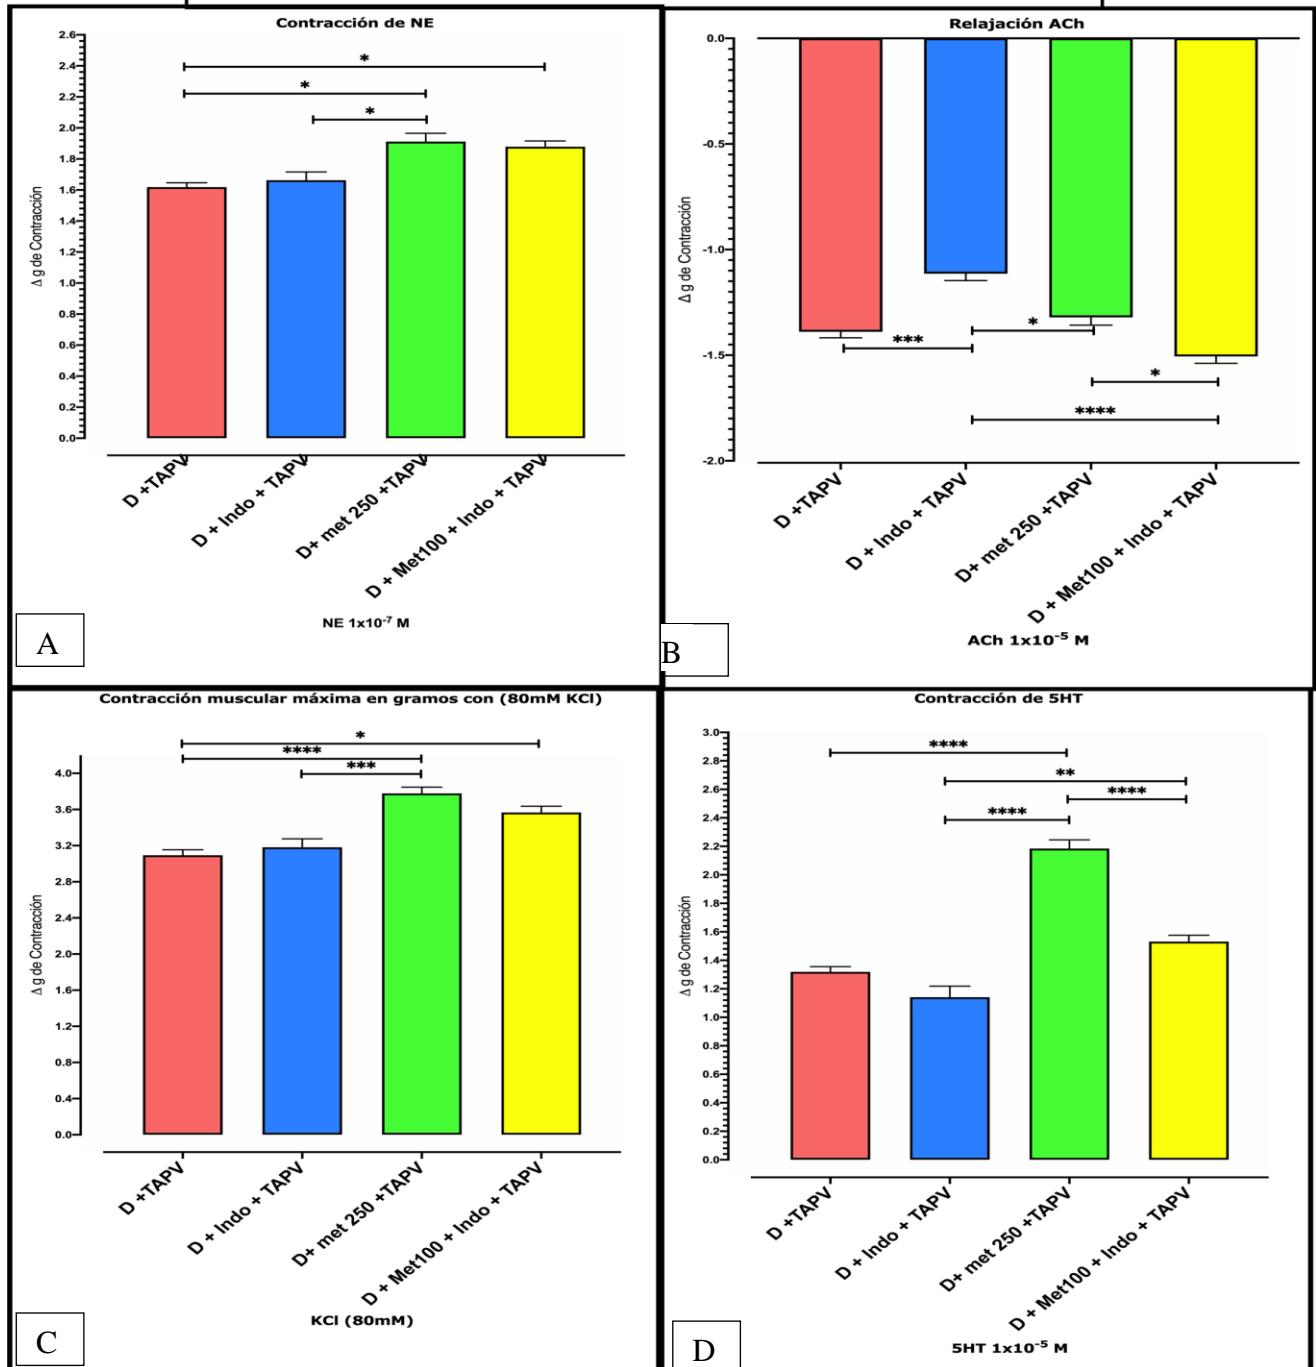 Contracción de NE
*
*
*
2.6
2.4
2.2
2.0
1.8
1.6
1.4
1.2
1.0
0.8
0.6
0.4
0.2
0.0
Δ g de Contracción
D +TAPV
D + Indo + TAPV
D+ met 250 +TAPV
D + Met100 + Indo + TAPV
NE 1x10⁻⁷ M
A
Relajación ACh
0.0
-0.5
-1.0
-1.5
-2.0
Δ g de Contracción
***
*
*
****
D +TAPV
D + Indo + TAPV
D+ met 250 +TAPV
D + Met100 + Indo + TAPV
ACh 1x10⁻⁵ M
B
Contracción muscular máxima en gramos con (80mM KCl)
*
****
***
4.0
3.6
3.2
2.8
2.4
2.0
1.6
1.2
0.8
0.4
0.0
Δ g de Contracción
D +TAPV
D + Indo + TAPV
D+ met 250 +TAPV
D + Met100 + Indo + TAPV
KCl (80mM)
C
Contracción de 5HT
****
**
****
****
3.0
2.8
2.6
2.4
2.2
2.0
1.8
1.6
1.4
1.2
1.0
0.8
0.6
0.4
0.2
0.0
Δ g de Contracción
D +TAPV
D + Indo + TAPV
D+ met 250 +TAPV
D + Met100 + Indo + TAPV
5HT 1x10⁻⁵ M
D